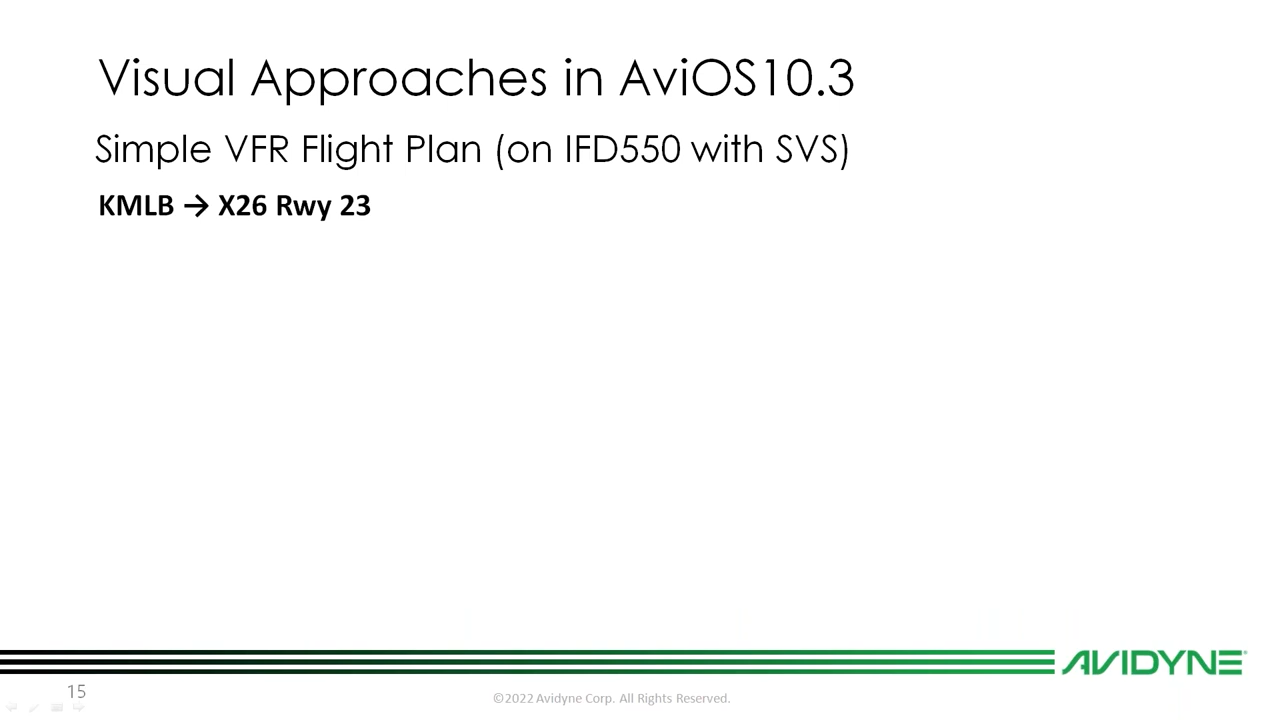 Visual Approaches in AviOS10.3
Simple VFR Flight Plan (on IFD550 with SVS)
KMLB → X26 Rwy 23
AVIDYNE®
15
©2022 Avidyne Corp. All Rights Reserved.